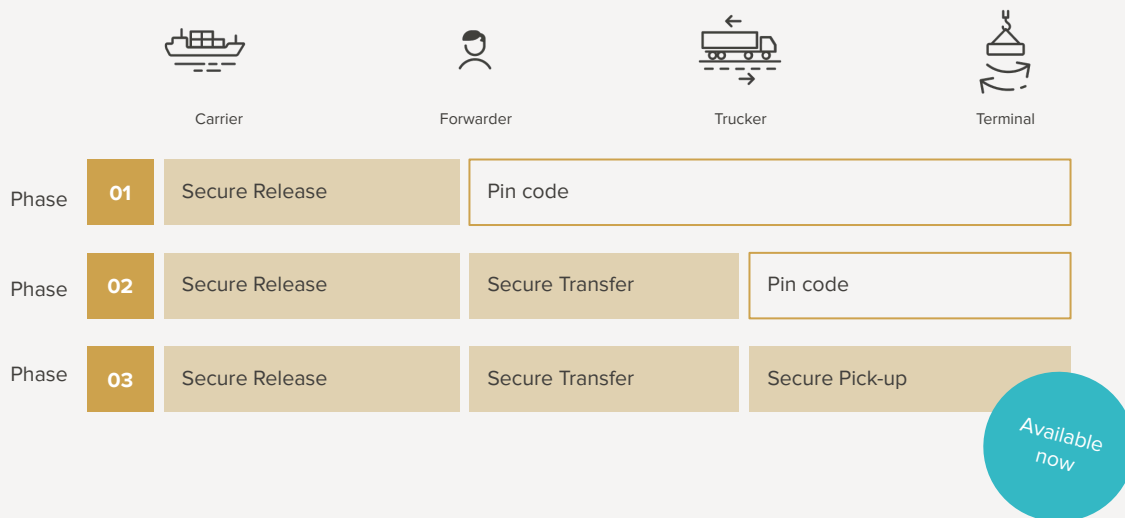 Carrier
Forwarder
Trucker
Terminal
Phase 01 Secure Release Pin code
Phase 02 Secure Release Secure Transfer Pin code
Phase 03 Secure Release Secure Transfer Secure Pick-up
Available
now